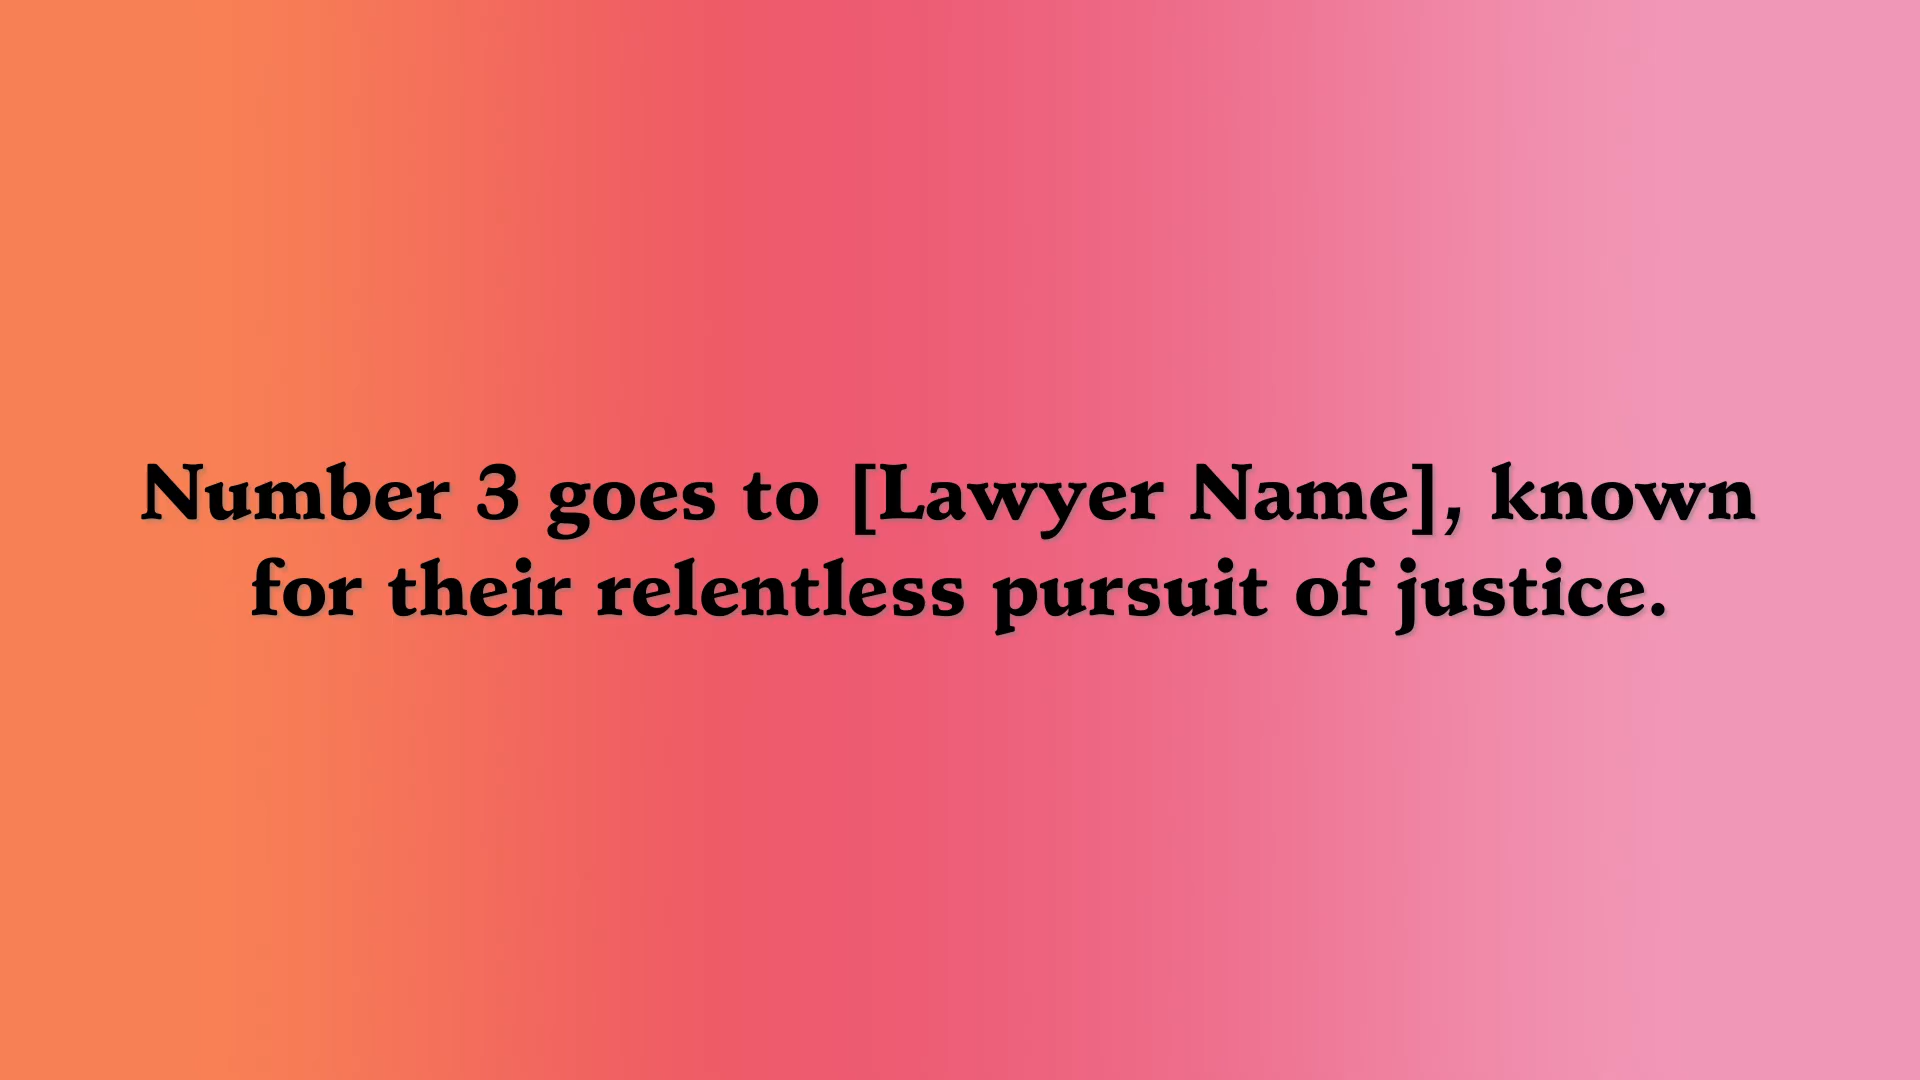 Number 3 goes to [Lawyer Name], known
for their relentless pursuit of justice.